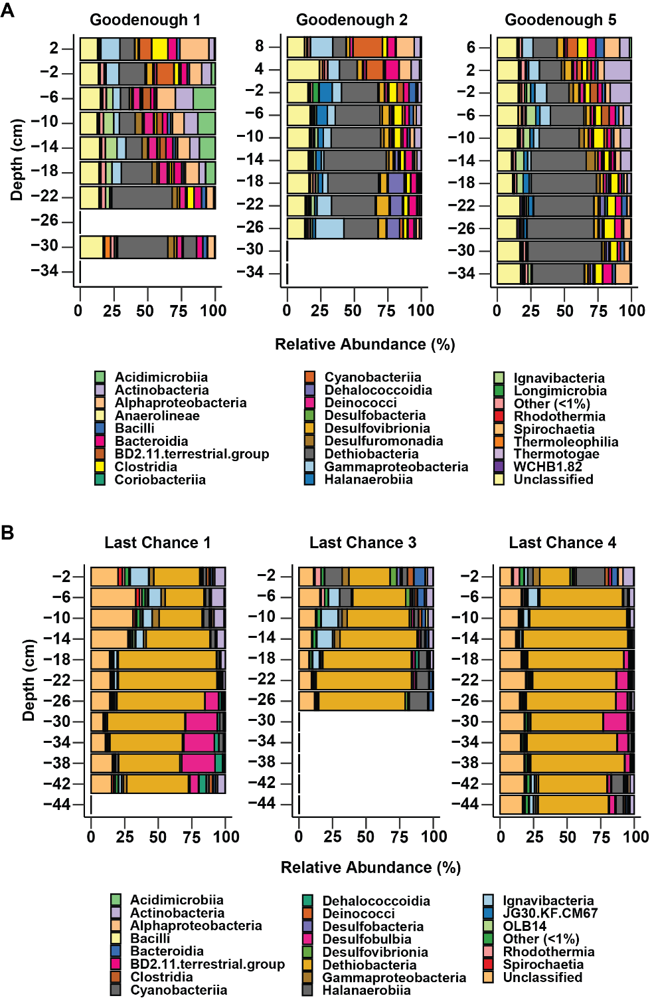 A
Goodenough 1 Goodenough 2 Goodenough 5
Depth (cm)
2
−2
−6
−10
−14
−18
−22
−26
−30
−34
0 25 50 75 100
8
4
−2
−6
−10
−14
−18
−22
−26
−30
−34
0 25 50 75 100
6
2
−2
−6
−10
−14
−18
−22
−26
−30
−34
0 25 50 75 100
Relative Abundance (%)
Acidimicrobiia
Actinobacteria
Alphaproteobacteria
Anaerolineae
Bacilli
Bacteroidia
BD2.11.terrestrial.group
Clostridia
Coriobacteriia
Cyanobacteriia
Dehalococcoidia
Deinococci
Desulfobacteria
Desulfovibrionia
Desulfuromonadia
Dethiobacteria
Gammaproteobacteria
Halanaerobiia
Ignavibacteria
Longimicrobia
Other (<1%)
Rhodothermia
Spirochaetia
Thermoleophilia
Thermotogae
WCHB1.82
Unclassified
B
Last Chance 1 Last Chance 3 Last Chance 4
Depth (cm)
−2
−6
−10
−14
−18
−22
−26
−30
−34
−38
−42
−44
0 25 50 75 100
−2
−6
−10
−14
−18
−22
−26
−30
−34
−38
−42
−44
0 25 50 75 100
−2
−6
−10
−14
−18
−22
−26
−30
−34
−38
−42
−44
0 25 50 75 100
Relative Abundance (%)
Acidimicrobiia
Actinobacteria
Alphaproteobacteria
Bacilli
Bacteroidia
BD2.11.terrestrial.group
Clostridia
Cyanobacteriia
Dehalococcoidia
Deinococci
Desulfobacteria
Desulfobulbia
Desulfovibrionia
Dethiobacteria
Gammaproteobacteria
Halanaerobiia
Ignavibacteria
JG30.KF.CM67
OLB14
Other (<1%)
Rhodothermia
Spirochaetia
Unclassified